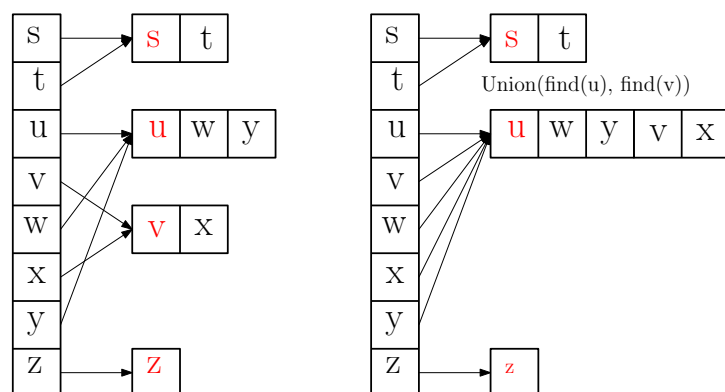 s s t
t
u u w y
v
w v x
x
y
z z
s s t
t Union(find(u), find(v))
u u w y v x
v
w
x
y
z z